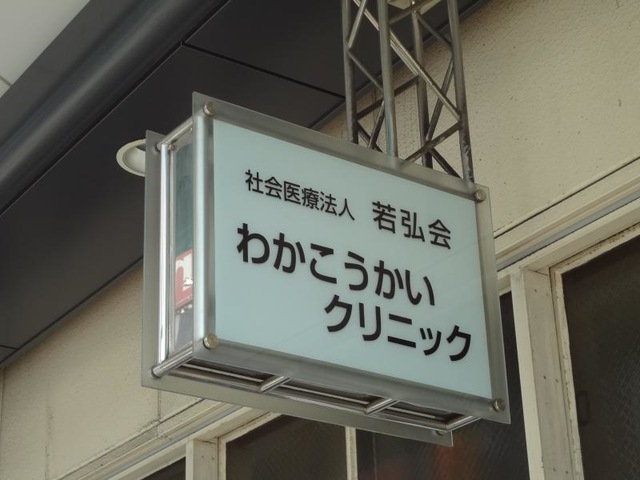 社会医療法人 若弘会
わかこうかい
クリニック